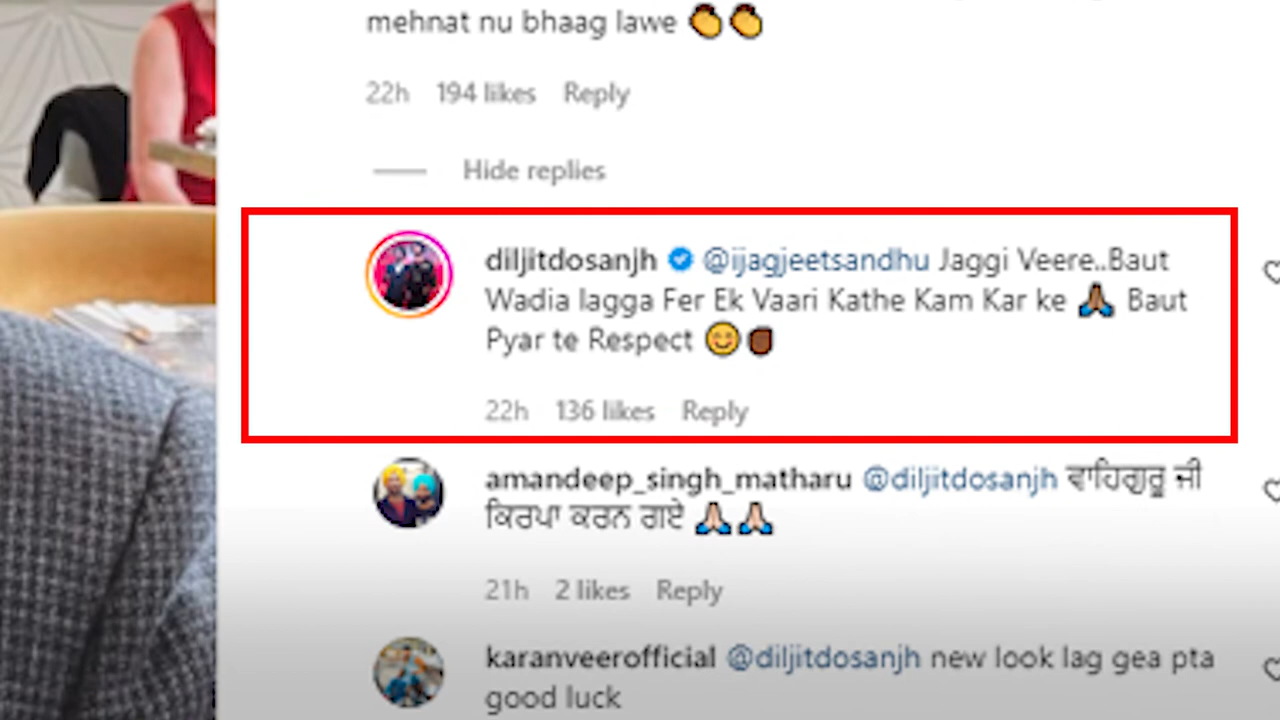 mehnat nu bhaag lawe 👏👏
22h 194 likes Reply
Hide replies
diljitdosanjh @ijagjeetsandhu Jaggi Veere..Baut
Wadia lagga Fer Ek Vaari Kathe Kam Kar ke 🙏🏾 Baut
Pyar te Respect 😊✊🏿
22h 136 likes Reply
amandeep_singh_matharu @diljitdosanjh ਵਾਹਿਗੁਰੂ ਜੀ
ਕਿਰਪਾ ਕਰਨ ਗਏ 🙏🏻🙏🏻
21h 2 likes Reply
karanveerofficial @diljitdosanjh new look lag gea pta
good luck